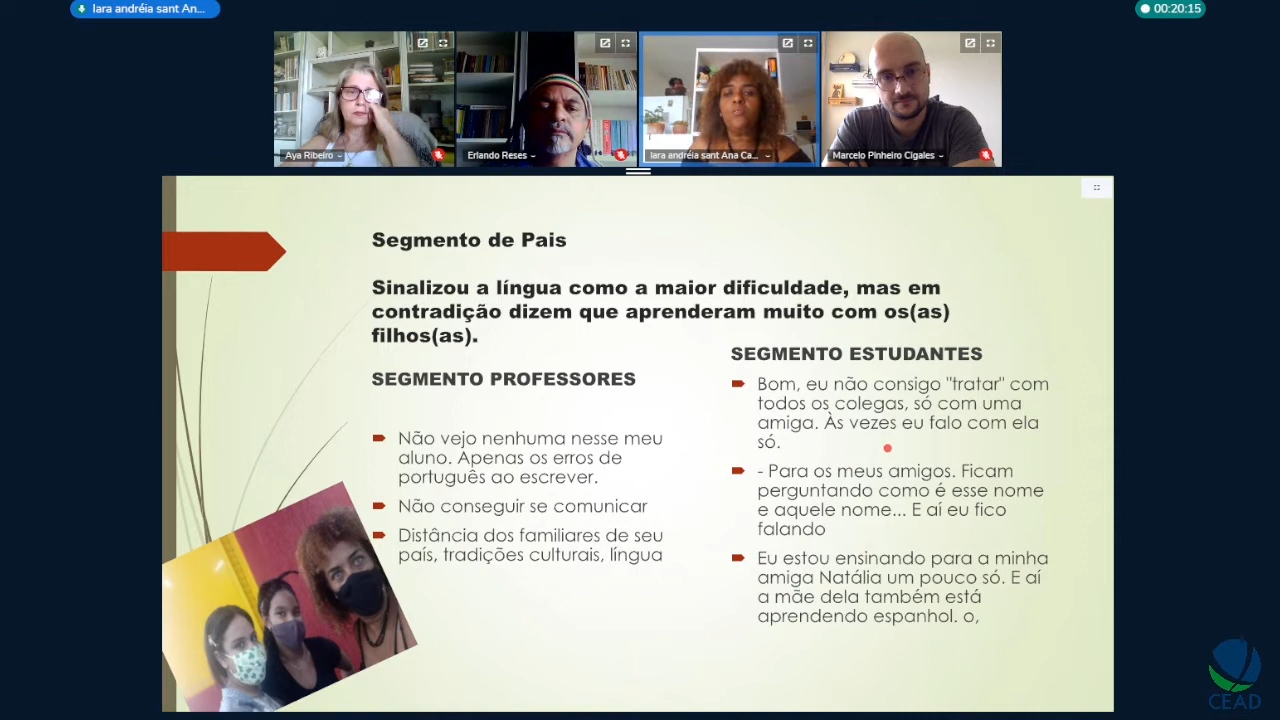 Iara andréia sant An...
00:20:15
Aya Ribeiro
Erlando Reses
Iara andréia sant Ana Ca...
Marcelo Pinheiro Cigales
Segmento de Pais
Sinalizou a língua como a maior dificuldade, mas em
contradição dizem que aprenderam muito com os(as)
filhos(as).
SEGMENTO PROFESSORES
Não vejo nenhuma nesse meu
aluno. Apenas os erros de
português ao escrever.
Não conseguir se comunicar
Distância dos familiares de seu
país, tradições culturais, língua
SEGMENTO ESTUDANTES
Bom, eu não consigo "tratar" com
todos os colegas, só com uma
amiga. Às vezes eu falo com ela
só.
- Para os meus amigos. Ficam
perguntando como é esse nome
e aquele nome... E aí eu fico
falando
Eu estou ensinando para a minha
amiga Natália um pouco só. E aí
a mãe dela também está
aprendendo espanhol. o,
CEAD